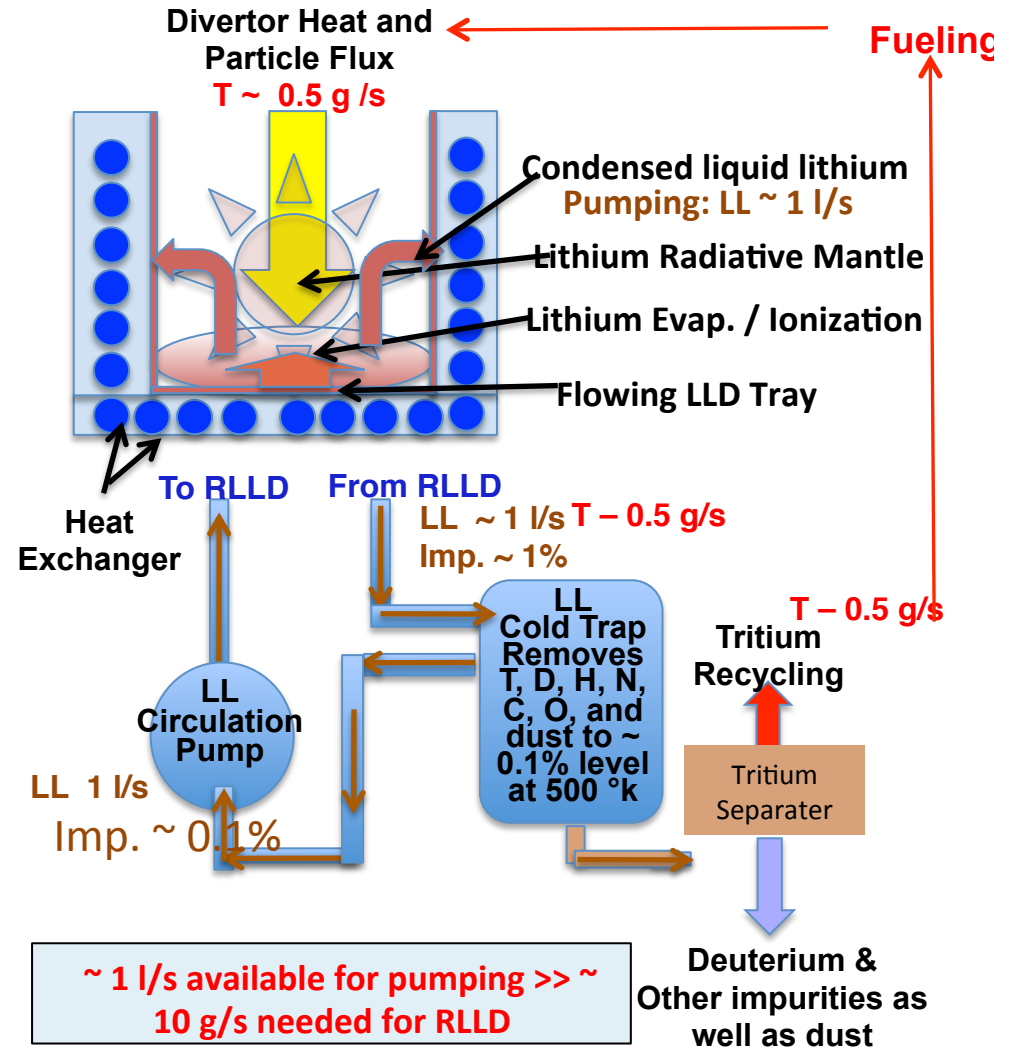 Divertor Heat and
Particle Flux
T ~ 0.5 g /s
Fueling
Condensed liquid lithium
Pumping: LL ~ 1 l/s
Lithium Radiative Mantle
Lithium Evap. / Ionization
Flowing LLD Tray
To RLLD
From RLLD
Heat
Exchanger
LL ~ 1 l/s T – 0.5 g/s
Imp. ~ 1%
LL
Cold Trap
Removes
T, D, H, N,
C, O, and
dust to ~
0.1% level
at 500 °k
T – 0.5 g/s
Tritium
Recycling
LL
Circulation
Pump
LL 1 l/s
Imp. ~ 0.1%
Tritium
Separater
Deuterium &
Other impurities as
well as dust
~ 1 l/s available for pumping >> ~
10 g/s needed for RLLD